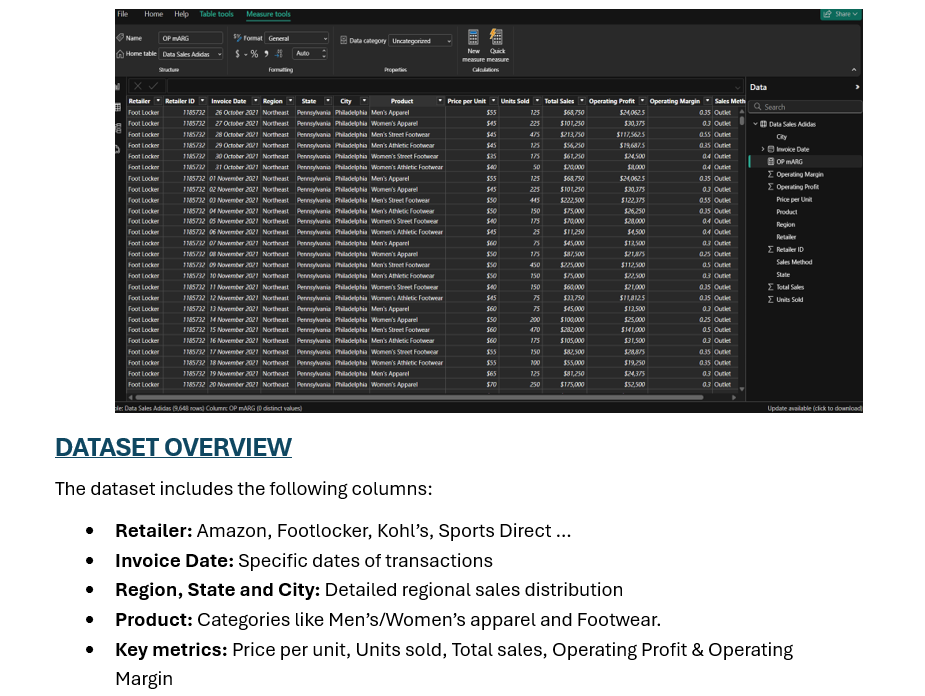 File Home Help Table tools Measure tools Share
Name OP mARG Format General Data category Uncategorized New measure Quick measure
Home table Data Sales Adidas $ % Auto
Structure Formatting Properties Calculations
Data
Search
Data Sales Adidas
City
Invoice Date
OP mARG
Operating Margin
Operating Profit
Price per Unit
Product
Region
Retailer
Retailer ID
Sales Method
State
Total Sales
Units Sold
Retailer Retailer ID Invoice Date Region State City Product Price per Unit Units Sold Total Sales Operating Profit Operating Margin Sales Meth
Foot Locker 1185732 26 October 2021 Northeast Pennsylvania Philadelphia Men's Apparel $55 125 $68,750 $24,062.5 0.35 Outlet
Foot Locker 1185732 27 October 2021 Northeast Pennsylvania Philadelphia Women's Apparel $45 225 $101,250 $30,375 0.3 Outlet
Foot Locker 1185732 28 October 2021 Northeast Pennsylvania Philadelphia Men's Street Footwear $45 475 $213,750 $117,562.5 0.55 Outlet
Foot Locker 1185732 29 October 2021 Northeast Pennsylvania Philadelphia Men's Athletic Footwear $45 125 $56,250 $19,687.5 0.35 Outlet
Foot Locker 1185732 30 October 2021 Northeast Pennsylvania Philadelphia Women's Street Footwear $35 175 $61,250 $24,500 0.4 Outlet
Foot Locker 1185732 31 October 2021 Northeast Pennsylvania Philadelphia Women's Athletic Footwear $40 50 $20,000 $8,000 0.4 Outlet
Foot Locker 1185732 01 November 2021 Northeast Pennsylvania Philadelphia Men's Apparel $55 125 $68,750 $24,062.5 0.35 Outlet
Foot Locker 1185732 02 November 2021 Northeast Pennsylvania Philadelphia Women's Apparel $45 225 $101,250 $30,375 0.3 Outlet
Foot Locker 1185732 03 November 2021 Northeast Pennsylvania Philadelphia Men's Street Footwear $50 445 $222,500 $122,375 0.55 Outlet
Foot Locker 1185732 04 November 2021 Northeast Pennsylvania Philadelphia Men's Athletic Footwear $50 150 $75,000 $26,250 0.35 Outlet
Foot Locker 1185732 05 November 2021 Northeast Pennsylvania Philadelphia Women's Street Footwear $40 175 $70,000 $28,000 0.4 Outlet
Foot Locker 1185732 06 November 2021 Northeast Pennsylvania Philadelphia Women's Athletic Footwear $45 25 $11,250 $4,500 0.4 Outlet
Foot Locker 1185732 07 November 2021 Northeast Pennsylvania Philadelphia Men's Apparel $60 75 $45,000 $13,500 0.3 Outlet
Foot Locker 1185732 08 November 2021 Northeast Pennsylvania Philadelphia Women's Apparel $50 175 $87,500 $21,875 0.25 Outlet
Foot Locker 1185732 09 November 2021 Northeast Pennsylvania Philadelphia Men's Street Footwear $50 450 $225,000 $112,500 0.5 Outlet
Foot Locker 1185732 10 November 2021 Northeast Pennsylvania Philadelphia Men's Athletic Footwear $50 150 $75,000 $22,500 0.3 Outlet
Foot Locker 1185732 11 November 2021 Northeast Pennsylvania Philadelphia Women's Street Footwear $40 150 $60,000 $21,000 0.35 Outlet
Foot Locker 1185732 12 November 2021 Northeast Pennsylvania Philadelphia Women's Athletic Footwear $45 75 $33,750 $11,812.5 0.35 Outlet
Foot Locker 1185732 13 November 2021 Northeast Pennsylvania Philadelphia Men's Apparel $60 75 $45,000 $13,500 0.3 Outlet
Foot Locker 1185732 14 November 2021 Northeast Pennsylvania Philadelphia Women's Apparel $50 200 $100,000 $25,000 0.25 Outlet
Foot Locker 1185732 15 November 2021 Northeast Pennsylvania Philadelphia Men's Street Footwear $60 470 $282,000 $141,000 0.5 Outlet
Foot Locker 1185732 16 November 2021 Northeast Pennsylvania Philadelphia Men's Athletic Footwear $60 175 $105,000 $31,500 0.3 Outlet
Foot Locker 1185732 17 November 2021 Northeast Pennsylvania Philadelphia Women's Street Footwear $55 150 $82,500 $28,875 0.35 Outlet
Foot Locker 1185732 18 November 2021 Northeast Pennsylvania Philadelphia Women's Athletic Footwear $55 100 $55,000 $19,250 0.35 Outlet
Foot Locker 1185732 19 November 2021 Northeast Pennsylvania Philadelphia Men's Apparel $65 125 $81,250 $24,375 0.3 Outlet
Foot Locker 1185732 20 November 2021 Northeast Pennsylvania Philadelphia Women's Apparel $70 250 $175,000 $52,500 0.3 Outlet
ple: Data Sales Adidas (9,648 rows) Column: OP mARG (0 distinct values) Update available (click to download)
DATASET OVERVIEW
The dataset includes the following columns:
• Retailer: Amazon, Footlocker, Kohl's, Sports Direct ...
• Invoice Date: Specific dates of transactions
• Region, State and City: Detailed regional sales distribution
• Product: Categories like Men's/Women's apparel and Footwear.
• Key metrics: Price per unit, Units sold, Total sales, Operating Profit & Operating
Margin